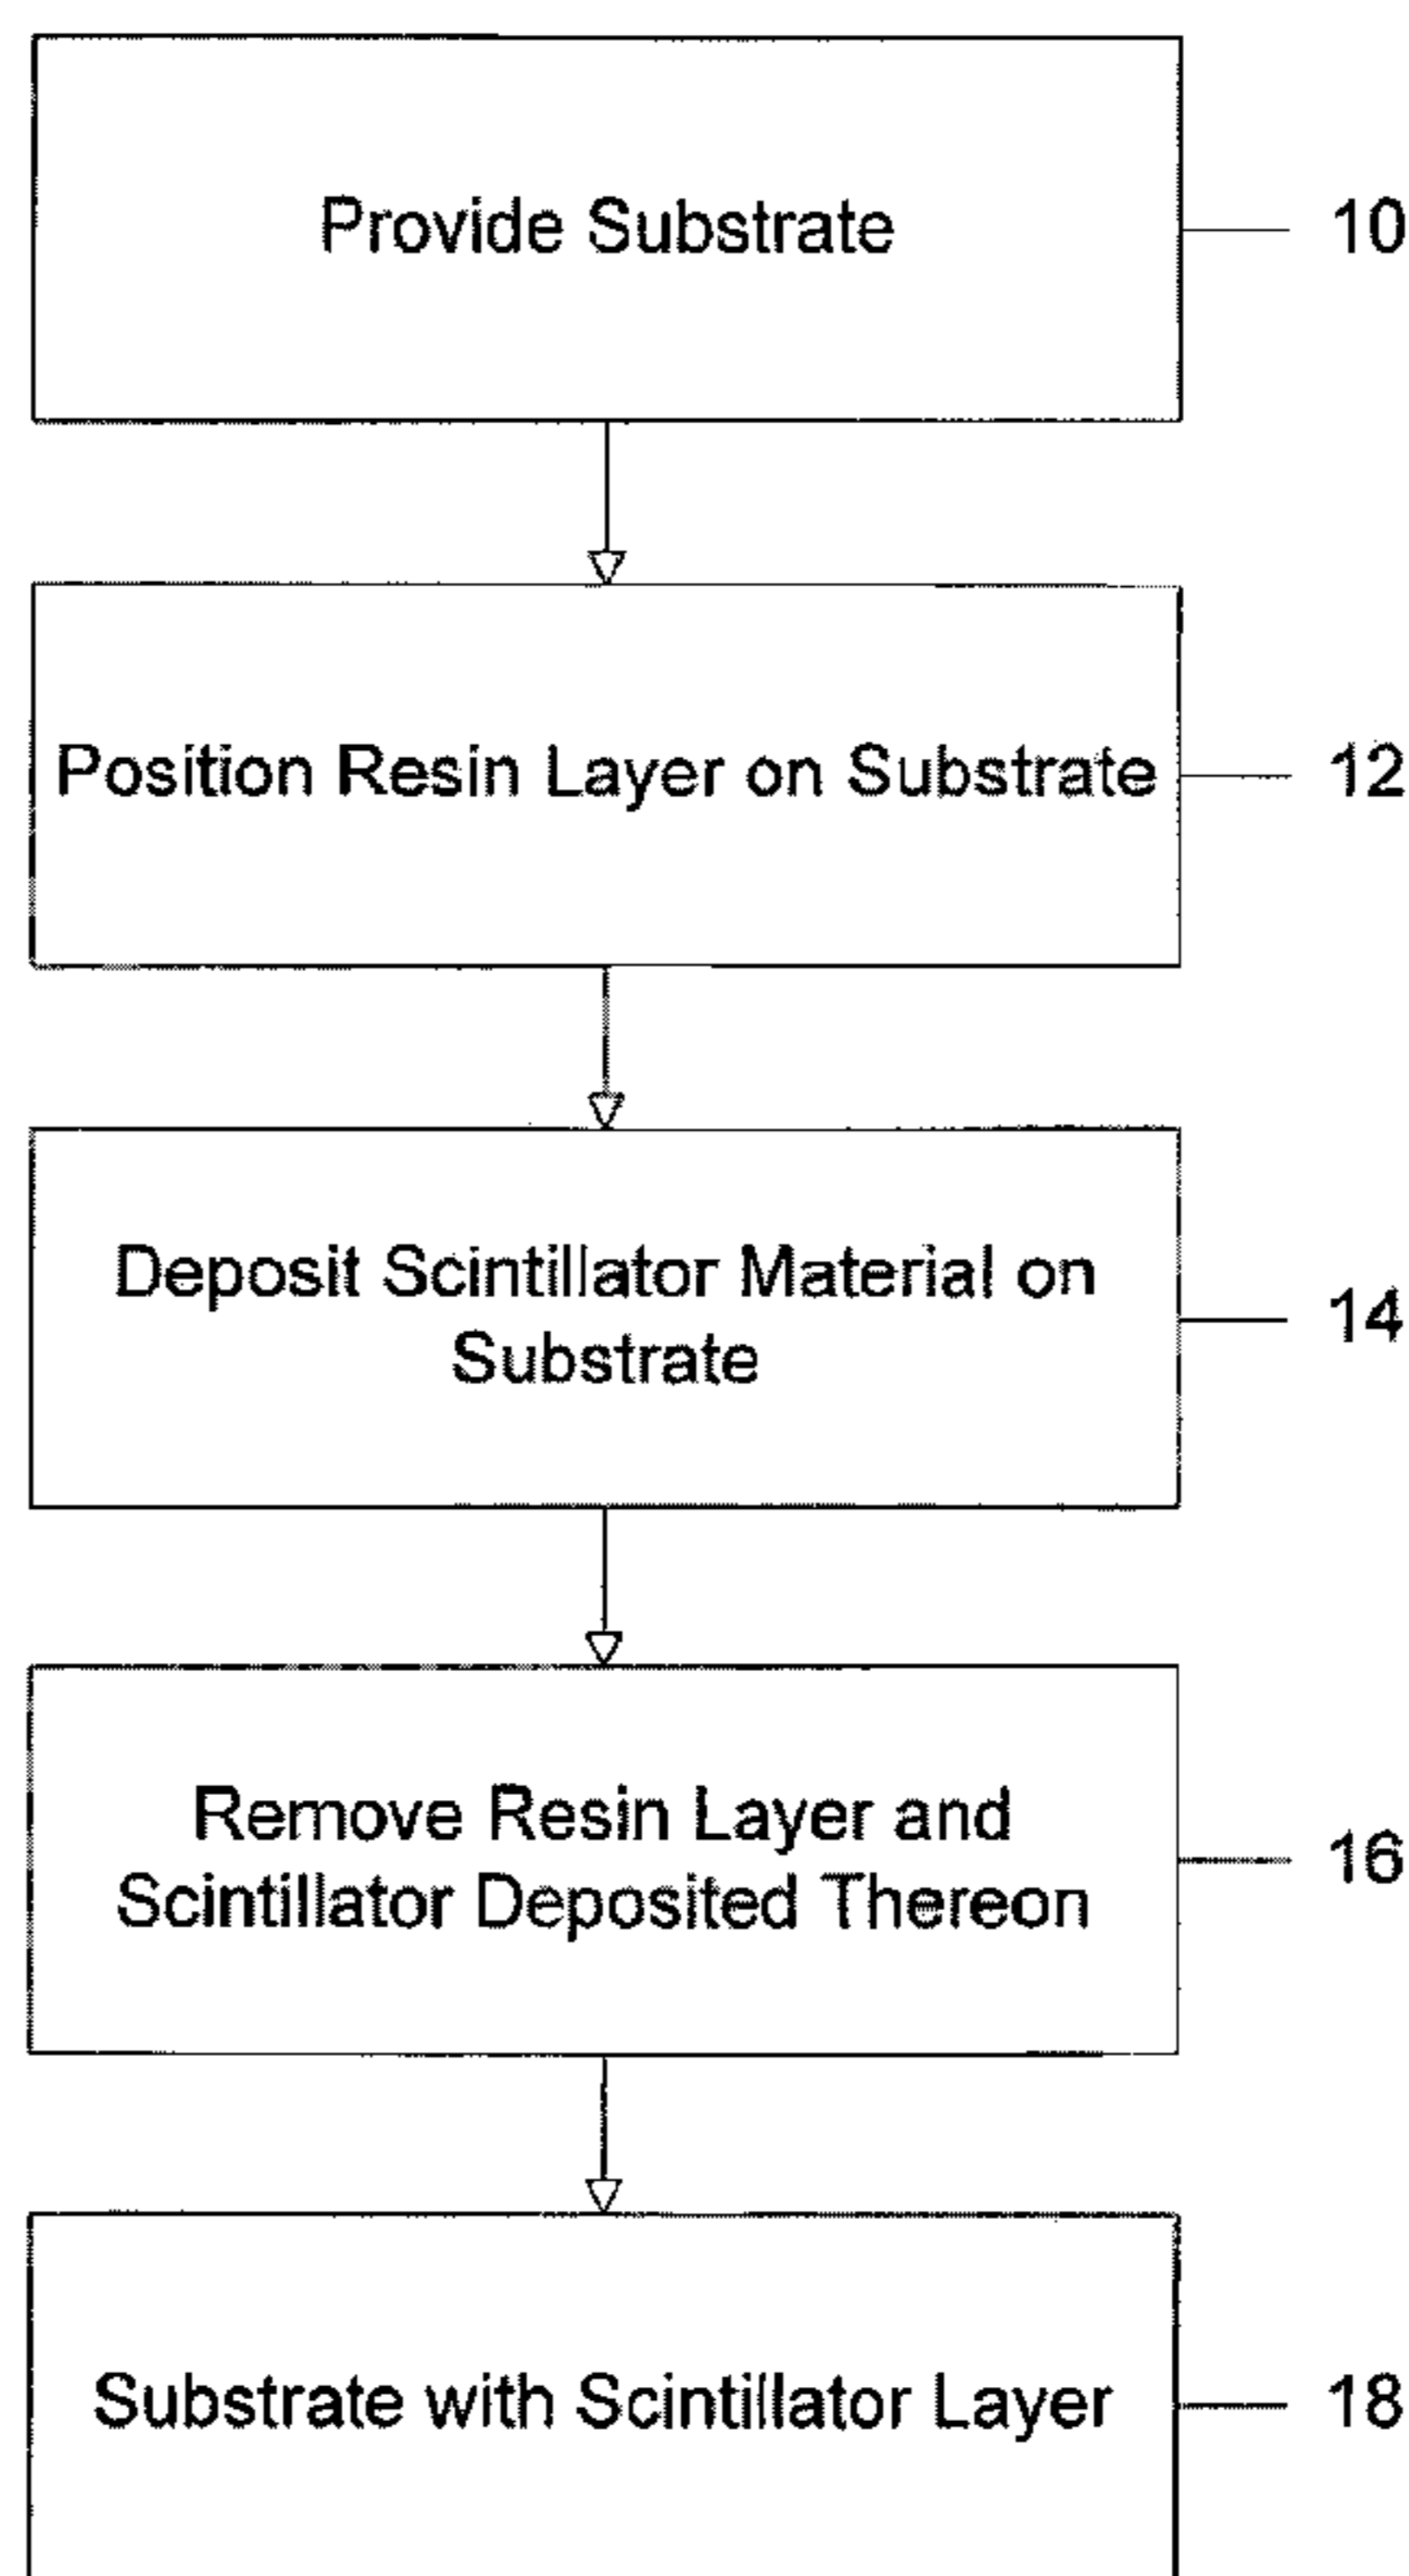 Provide Substrate
10
Position Resin Layer on Substrate
12
Deposit Scintillator Material on
Substrate
14
Remove Resin Layer and
Scintillator Deposited Thereon
16
Substrate with Scintillator Layer
18